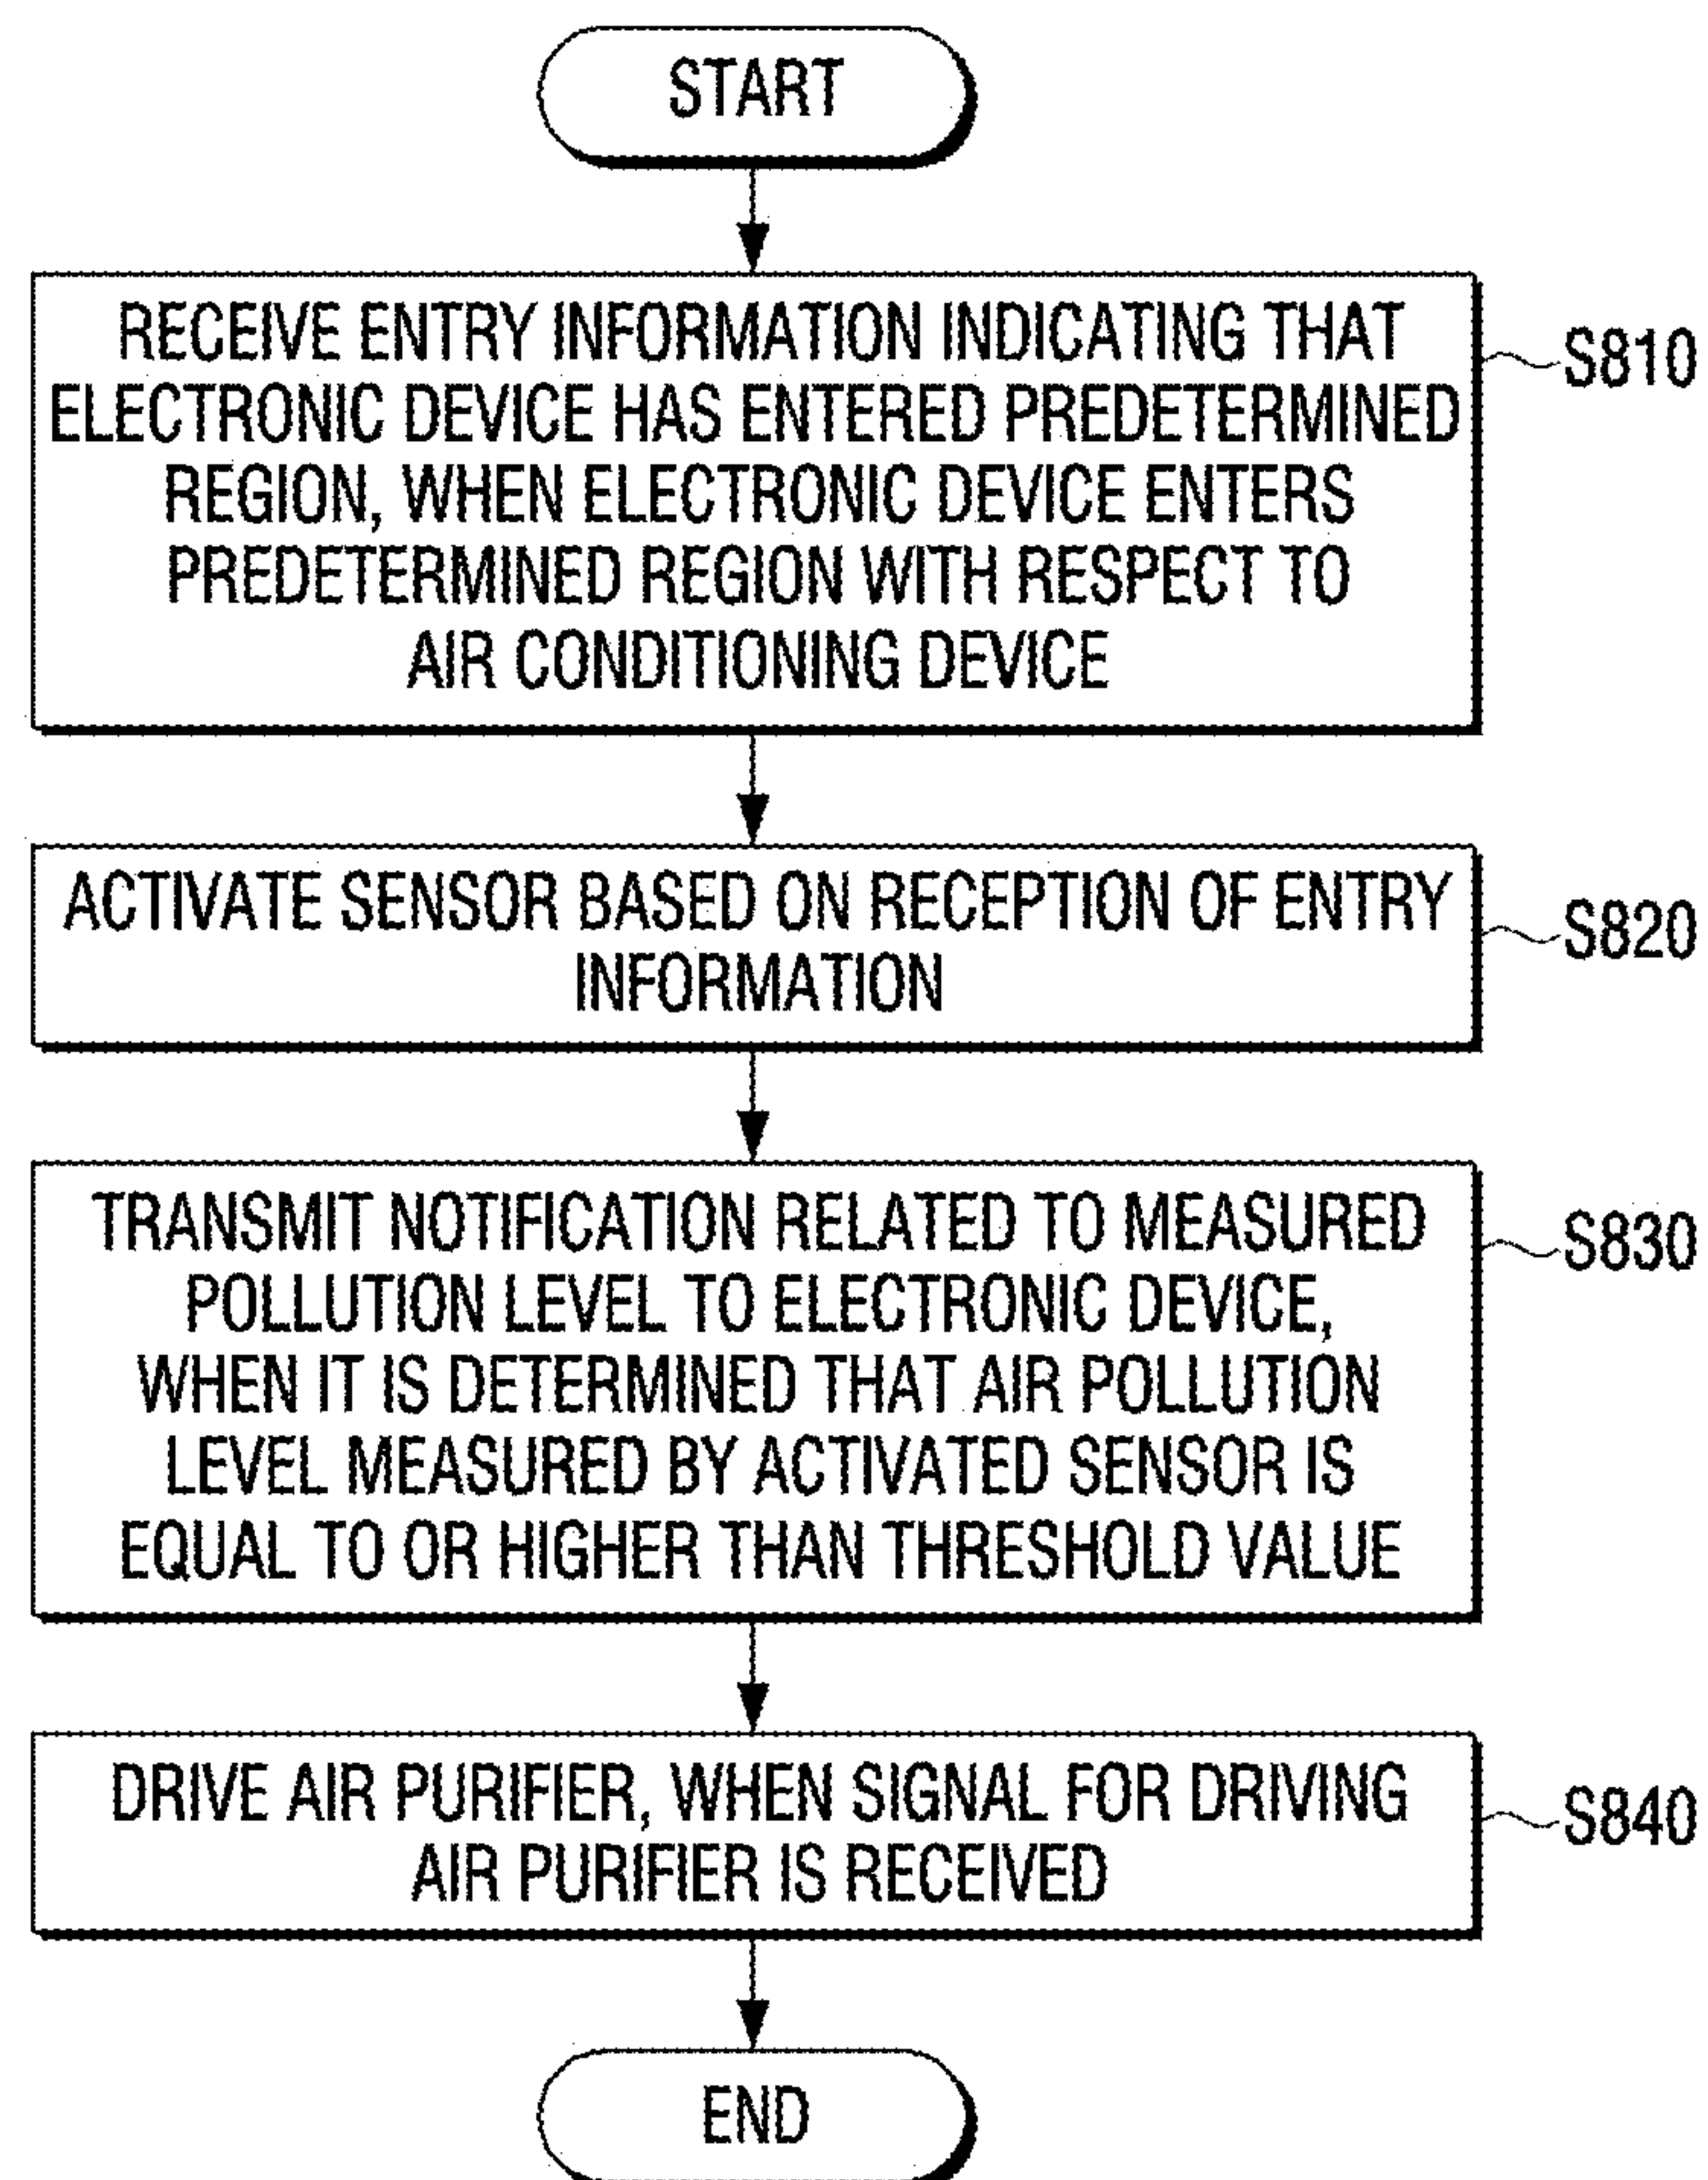 START
RECEIVE ENTRY INFORMATION INDICATING THAT
ELECTRONIC DEVICE HAS ENTERED PREDETERMINED
REGION, WHEN ELECTRONIC DEVICE ENTERS
PREDETERMINED REGION WITH RESPECT TO
AIR CONDITIONING DEVICE
S810
ACTIVATE SENSOR BASED ON RECEPTION OF ENTRY
INFORMATION
S820
TRANSMIT NOTIFICATION RELATED TO MEASURED
POLLUTION LEVEL TO ELECTRONIC DEVICE,
WHEN IT IS DETERMINED THAT AIR POLLUTION
LEVEL MEASURED BY ACTIVATED SENSOR IS
EQUAL TO OR HIGHER THAN THRESHOLD VALUE
S830
DRIVE AIR PURIFIER, WHEN SIGNAL FOR DRIVING
AIR PURIFIER IS RECEIVED
S840
END